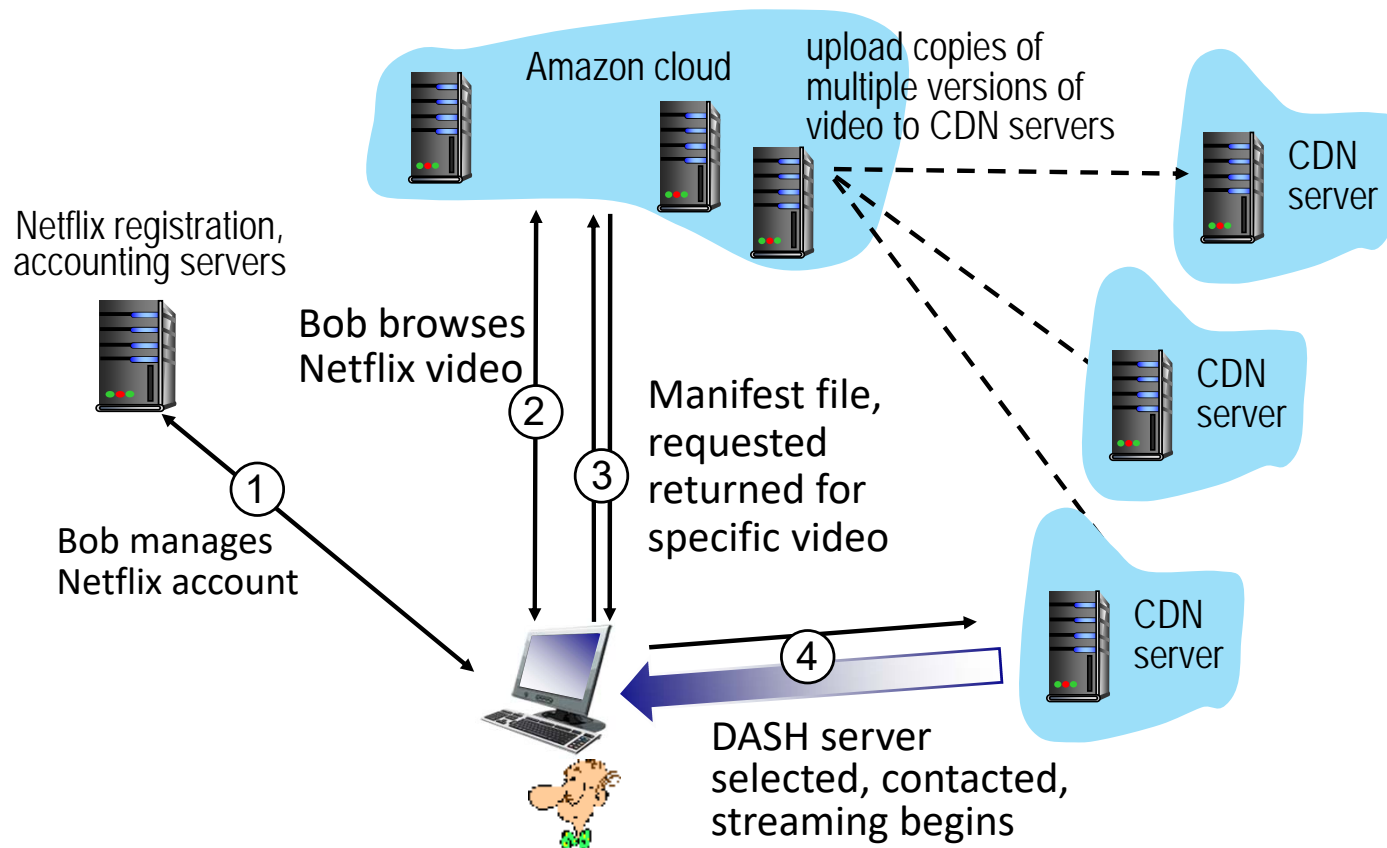 Amazon cloud
upload copies of
multiple versions of
video to CDN servers
CDN
server
Netflix registration,
accounting servers
Bob browses
Netflix video
2
Manifest file,
requested
returned for
specific video
3
CDN
server
1
Bob manages
Netflix account
4
CDN
server
DASH server
selected, contacted,
streaming begins